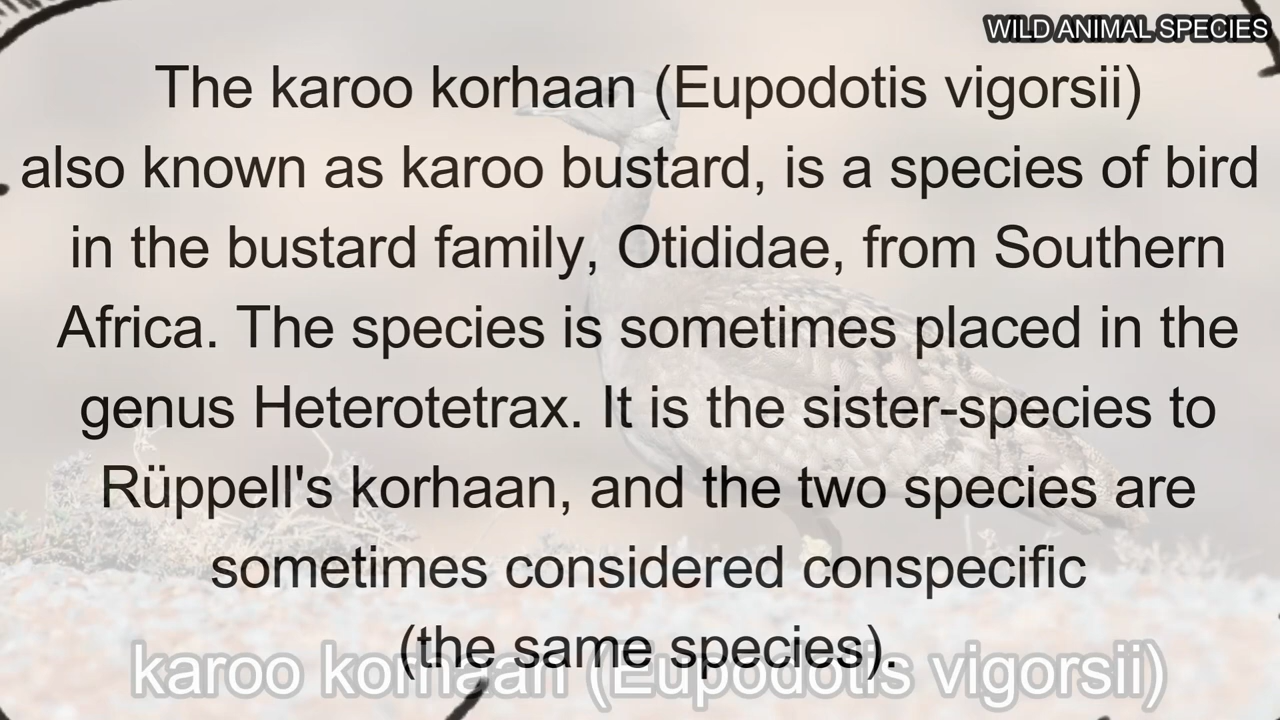 WILD ANIMAL SPECIES
The karoo korhaan (Eupodotis vigorsii)
also known as karoo bustard, is a species of bird
in the bustard family, Otididae, from Southern
Africa. The species is sometimes placed in the
genus Heterotetrax. It is the sister-species to
Rüppell's korhaan, and the two species are
sometimes considered conspecific
(the same species).
karoo korhaan (Eupodotis vigorsii)